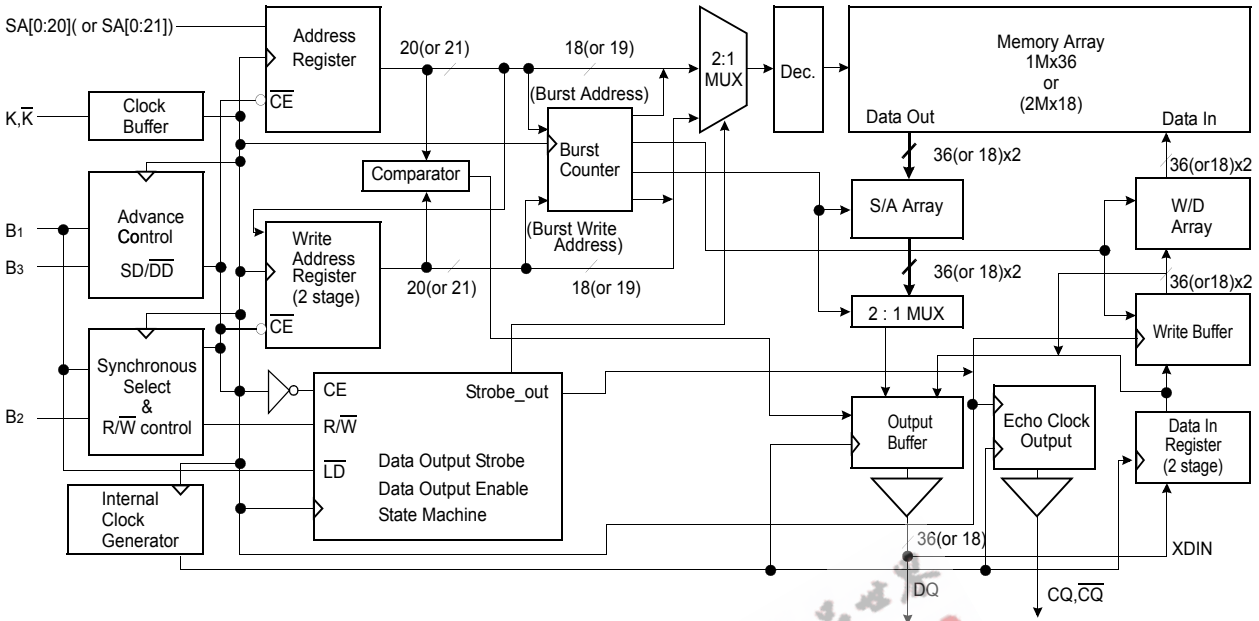 SA[0:20]( or SA[0:21])
Address
Register
CE
K,K
Clock
Buffer
20(or 21)
18(or 19)
(Burst Address)
2:1
MUX
Dec.
Memory Array
1Mx36
or
(2Mx18)
Data Out
Data In
36(or 18)x2
36(or18)x2
Comparator
Burst
Counter
S/A Array
W/D
Array
B1
B3
Advance
Control
SD/DD
Write
Address
Register
(2 stage)
CE
(Burst Write
Address)
20(or 21)
18(or 19)
36(or 18)x2
36(or18)x2
2 : 1 MUX
Write Buffer
B2
Synchronous
Select
&
R/W control
CE
R/W
LD
Strobe_out
Data Output Strobe
Data Output Enable
State Machine
Output
Buffer
Echo Clock
Output
Data In
Register
(2 stage)
Internal
Clock
Generator
36(or 18)
XDIN
DQ
CQ,CQ